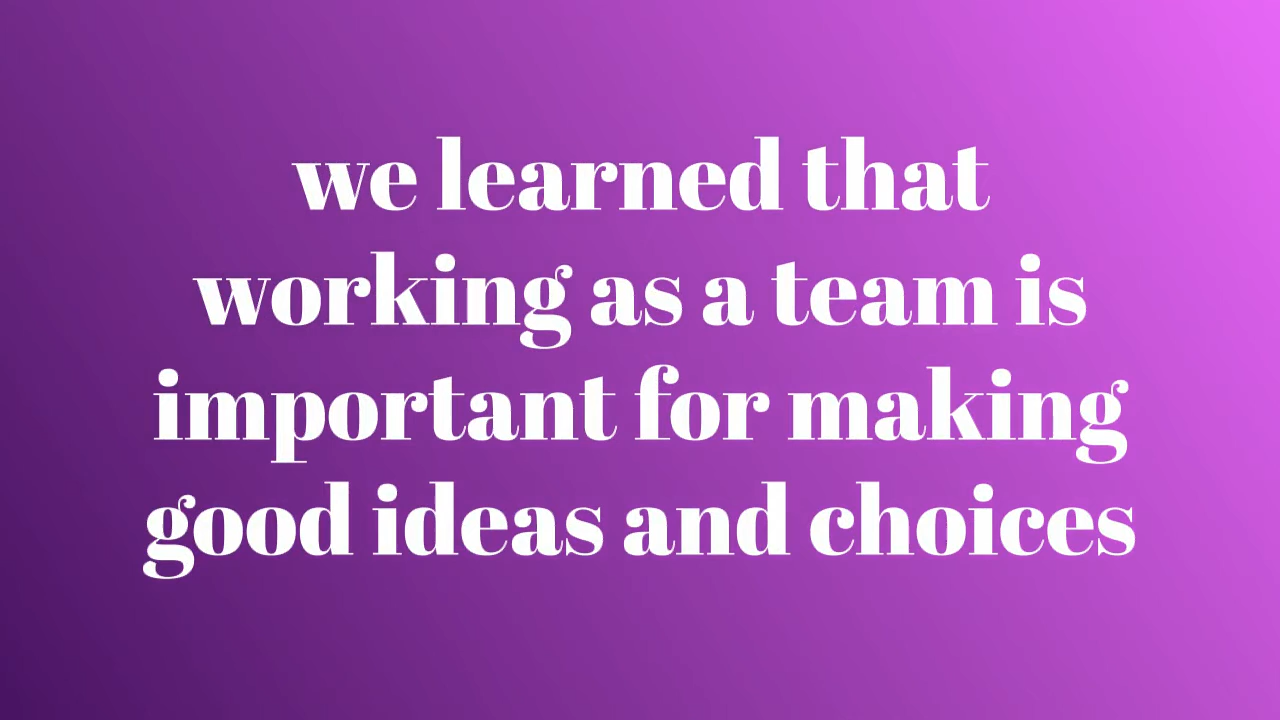 we learned that
working as a team is
important for making
good ideas and choices